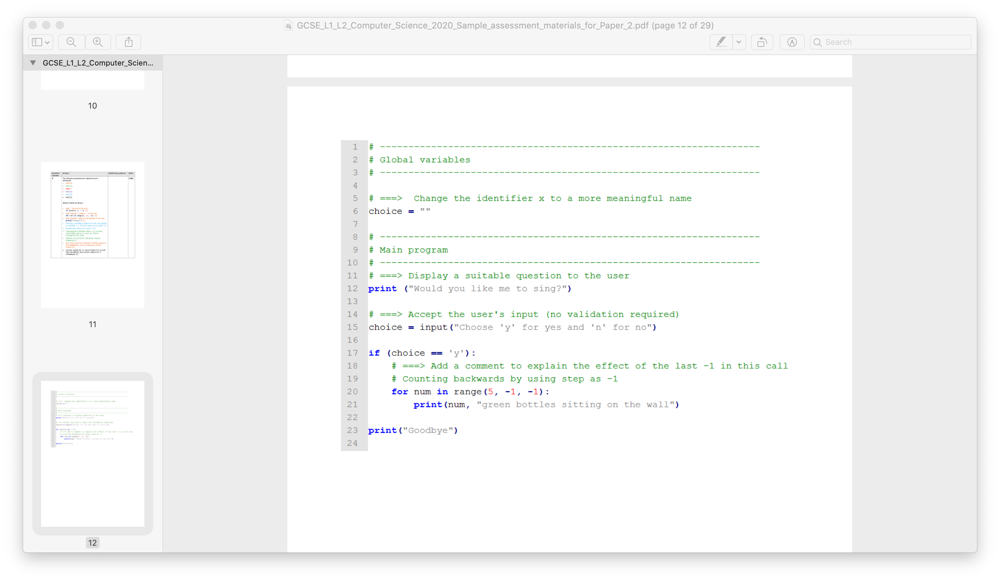 GCSE_L1_L2_Computer_Science_2020_Sample_assessment_materials_for_Paper_2.pdf (page 12 of 29)
Search
GCSE_L1_L2_Computer_Scien...
10
11
12
1 # -------------------------------------------------------------------
2 # Global variables
3 # -------------------------------------------------------------------
4
5 # ===>  Change the identifier x to a more meaningful name
6 choice = ""
7
8 # -------------------------------------------------------------------
9 # Main program
10 # -------------------------------------------------------------------
11 # ===> Display a suitable question to the user
12 print ("Would you like me to sing?")
13
14 # ===> Accept the user's input (no validation required)
15 choice = input("Choose 'y' for yes and 'n' for no")
16
17 if (choice == 'y'):
18     # ===> Add a comment to explain the effect of the last -1 in this call
19     # Counting backwards by using step as -1
20     for num in range(5, -1, -1):
21         print(num, "green bottles sitting on the wall")
22
23 print("Goodbye")
24